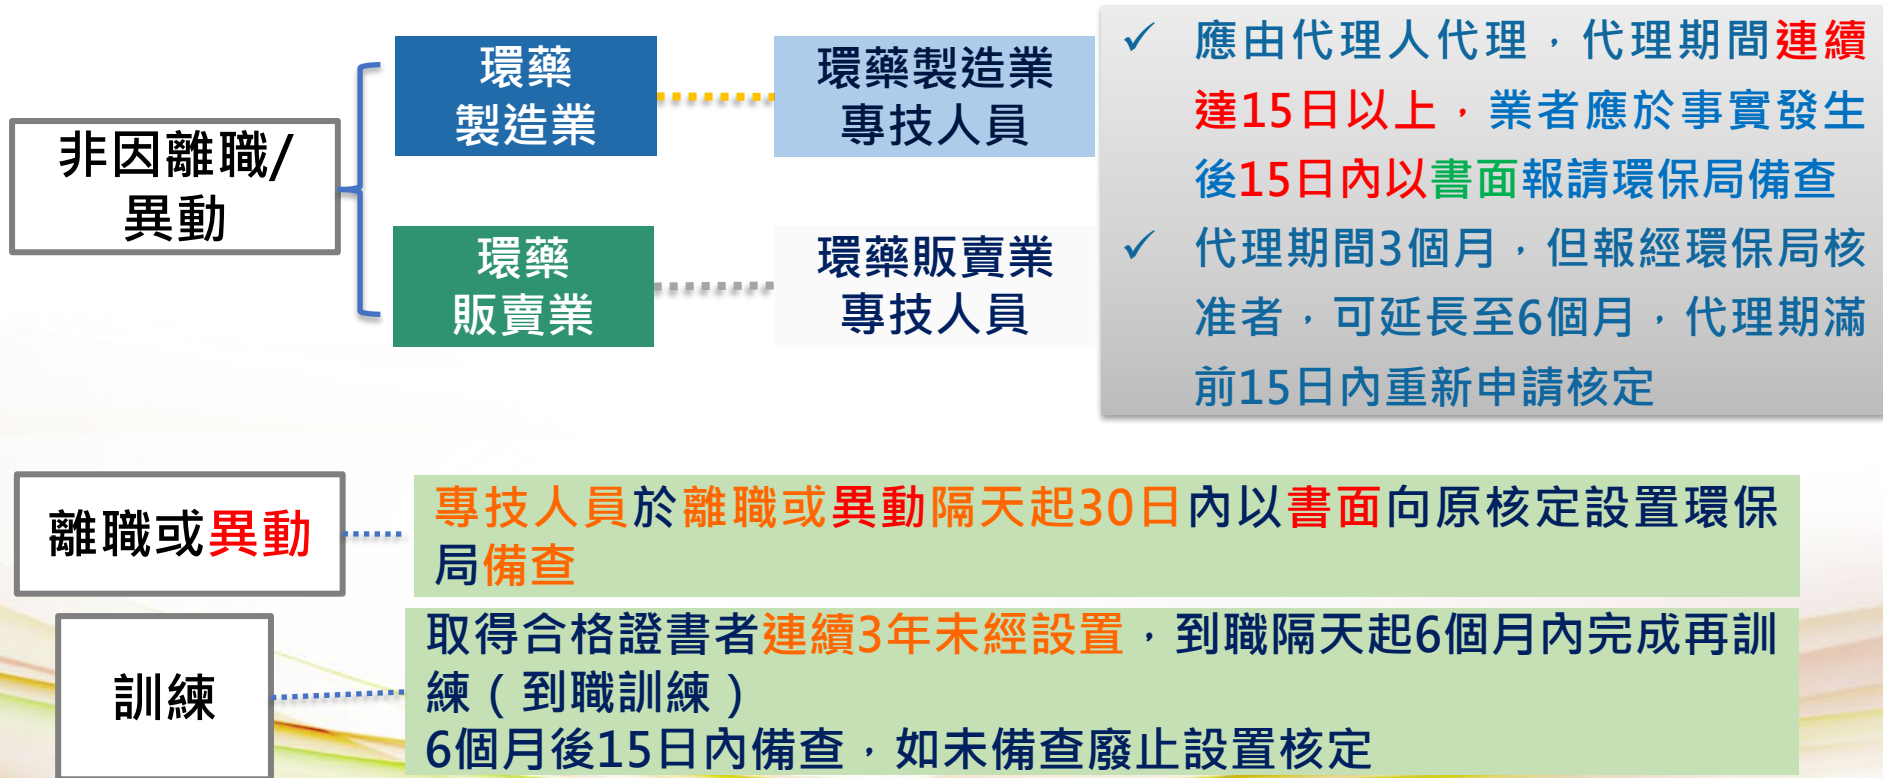 非因離職/
異動
環藥
製造業
環藥製造業
專技人員
環藥
販賣業
環藥販賣業
專技人員
✓ 應由代理人代理，代理期間連續
達15日以上，業者應於事實發生
後15日內以書面報請環保局備查
✓ 代理期間3個月，但報經環保局核
准者，可延長至6個月，代理期滿
前15日內重新申請核定
離職或異動
專技人員於離職或異動隔天起30日內以書面向原核定設置環保
局備查
訓練
取得合格證書者連續3年未經設置，到職隔天起6個月內完成再訓
練（到職訓練）
6個月後15日內備查，如未備查廢止設置核定